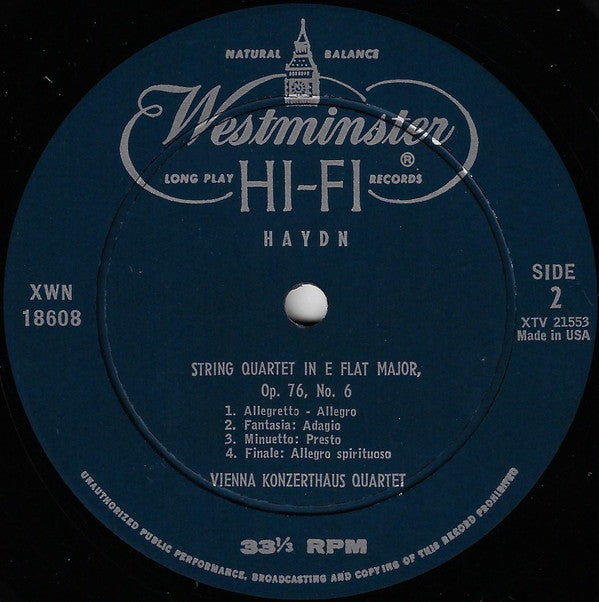 NATURAL BALANCE
Westminster
LONG PLAY HI-FI ® RECORDS
HAYDN
XWN
18608
SIDE
2
XTV 21553
Made in USA
STRING QUARTET IN E FLAT MAJOR,
Op. 76, No. 6
1. Allegretto - Allegro
2. Fantasia: Adagio
3. Minuetto: Presto
4. Finale: Allegro spirituoso
VIENNA KONZERTHAUS QUARTET
33⅓ RPM
UNAUTHORIZED PUBLIC PERFORMANCE, BROADCASTING AND COPYING OF THIS RECORD PROHIBITED